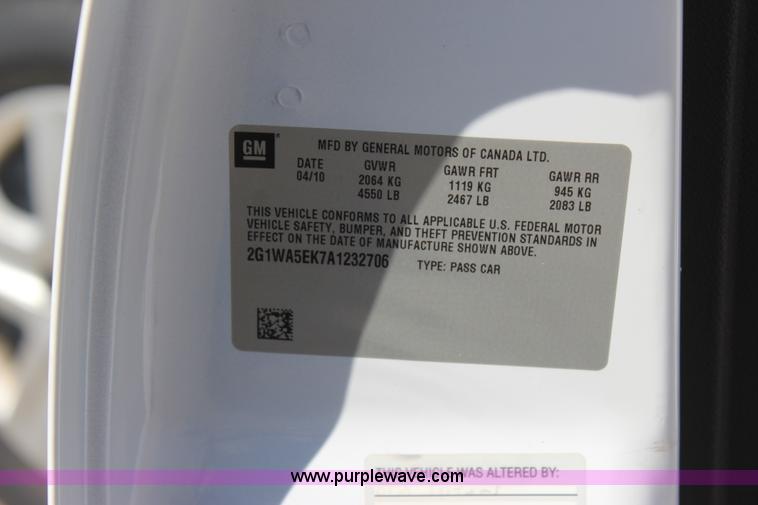 GM
MFD BY GENERAL MOTORS OF CANADA LTD.
DATE GVWR GAWR FRT GAWR RR
04/10 2064 KG 1119 KG 945 KG
4550 LB 2467 LB 2083 LB
THIS VEHICLE CONFORMS TO ALL APPLICABLE U.S. FEDERAL MOTOR
VEHICLE SAFETY, BUMPER, AND THEFT PREVENTION STANDARDS IN
EFFECT ON THE DATE OF MANUFACTURE SHOWN ABOVE.
2G1WA5EK7A1232706 TYPE: PASS CAR
THIS VEHICLE WAS ALTERED BY:
www.purplewave.com